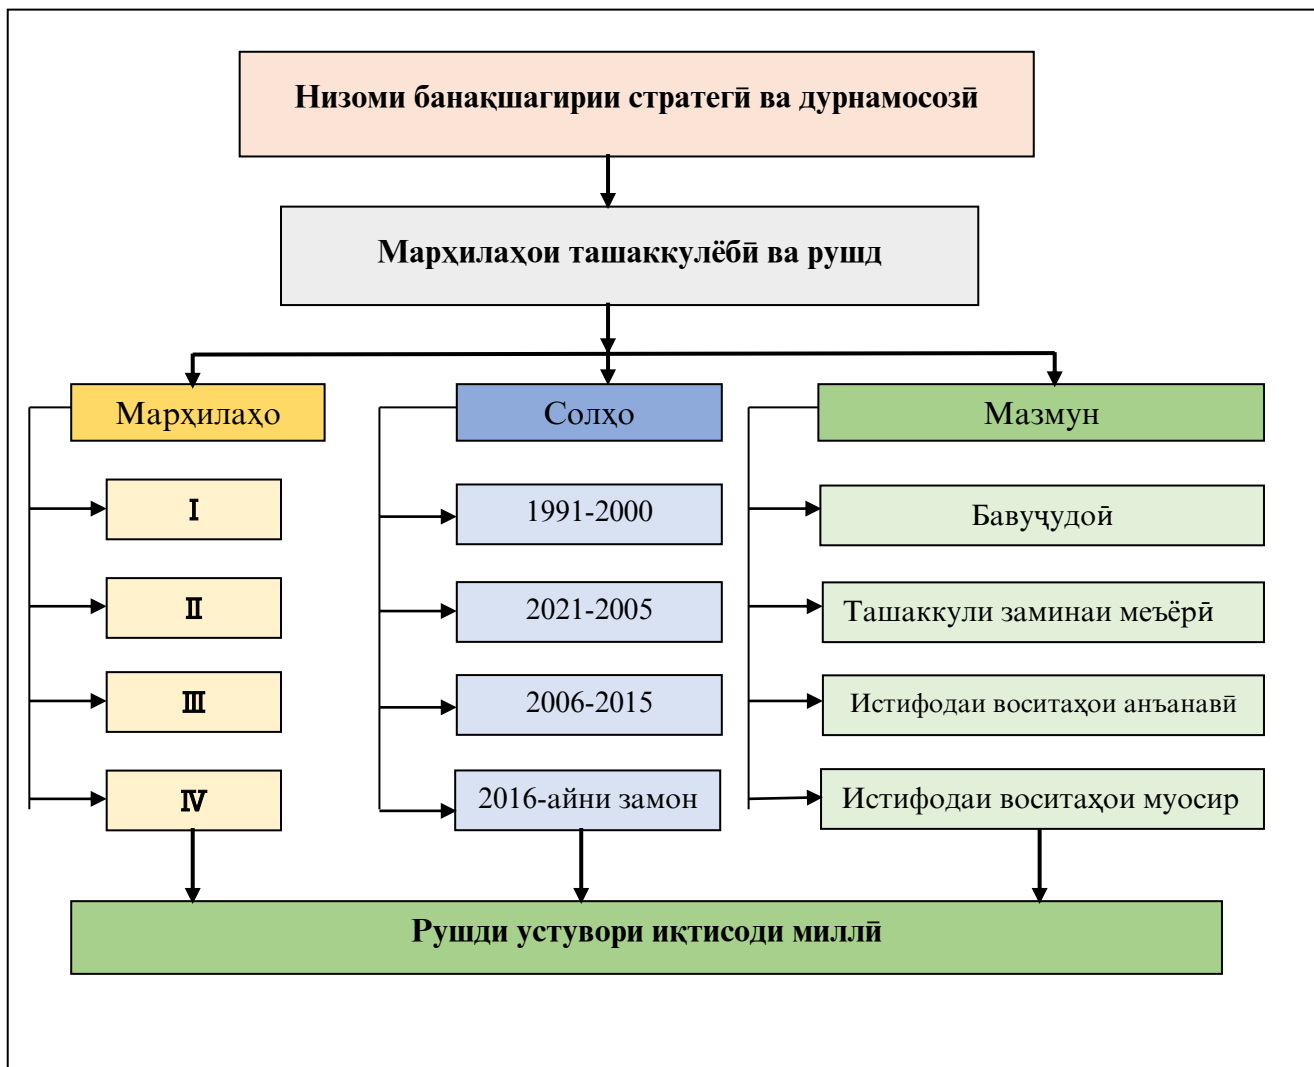 Низоми банақшагирии стратегӣ ва дурнамосозӣ
Марҳилаҳои ташаккулёбӣ ва рушд
Марҳилаҳо
Солҳо
Мазмун
I
1991-2000
Бавуҷудоӣ
II
2021-2005
Ташаккули заминаи меъёрӣ
III
2006-2015
Истифодаи воситаҳои анъанавӣ
IV
2016-айни замон
Истифодаи воситаҳои муосир
Рушди устувори иқтисоди миллӣ